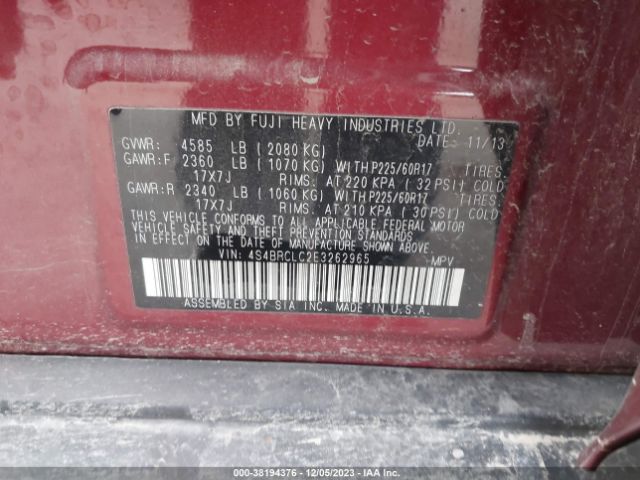 MFD BY FUJI HEAVY INDUSTRIES LTD.
GVWR: 4585 LB (2080 KG) DATE: 11/13
GAWR:F 2360 LB (1070 KG) WITH P225/60R17 TIRES.
17X7J RIMS. AT 220 KPA (32 PSI) COLD
GAWR:R 2340 LB (1060 KG) WITH P225/60R17 TIRES.
17X7J RIMS. AT 210 KPA (30 PSI) COLD
THIS VEHICLE CONFORMS TO ALL APPLICABLE FEDERAL MOTOR
VEHICLE SAFETY AND THEFT PREVENTION STANDARDS
IN EFFECT ON THE DATE OF MANUFACTURE SHOWN ABOVE.
VIN: 4S4BRCLC2E3262965 MPV
ASSEMBLED BY SIA INC. MADE IN U.S.A.
000-38194376 - 12/05/2023 - IAA Inc.